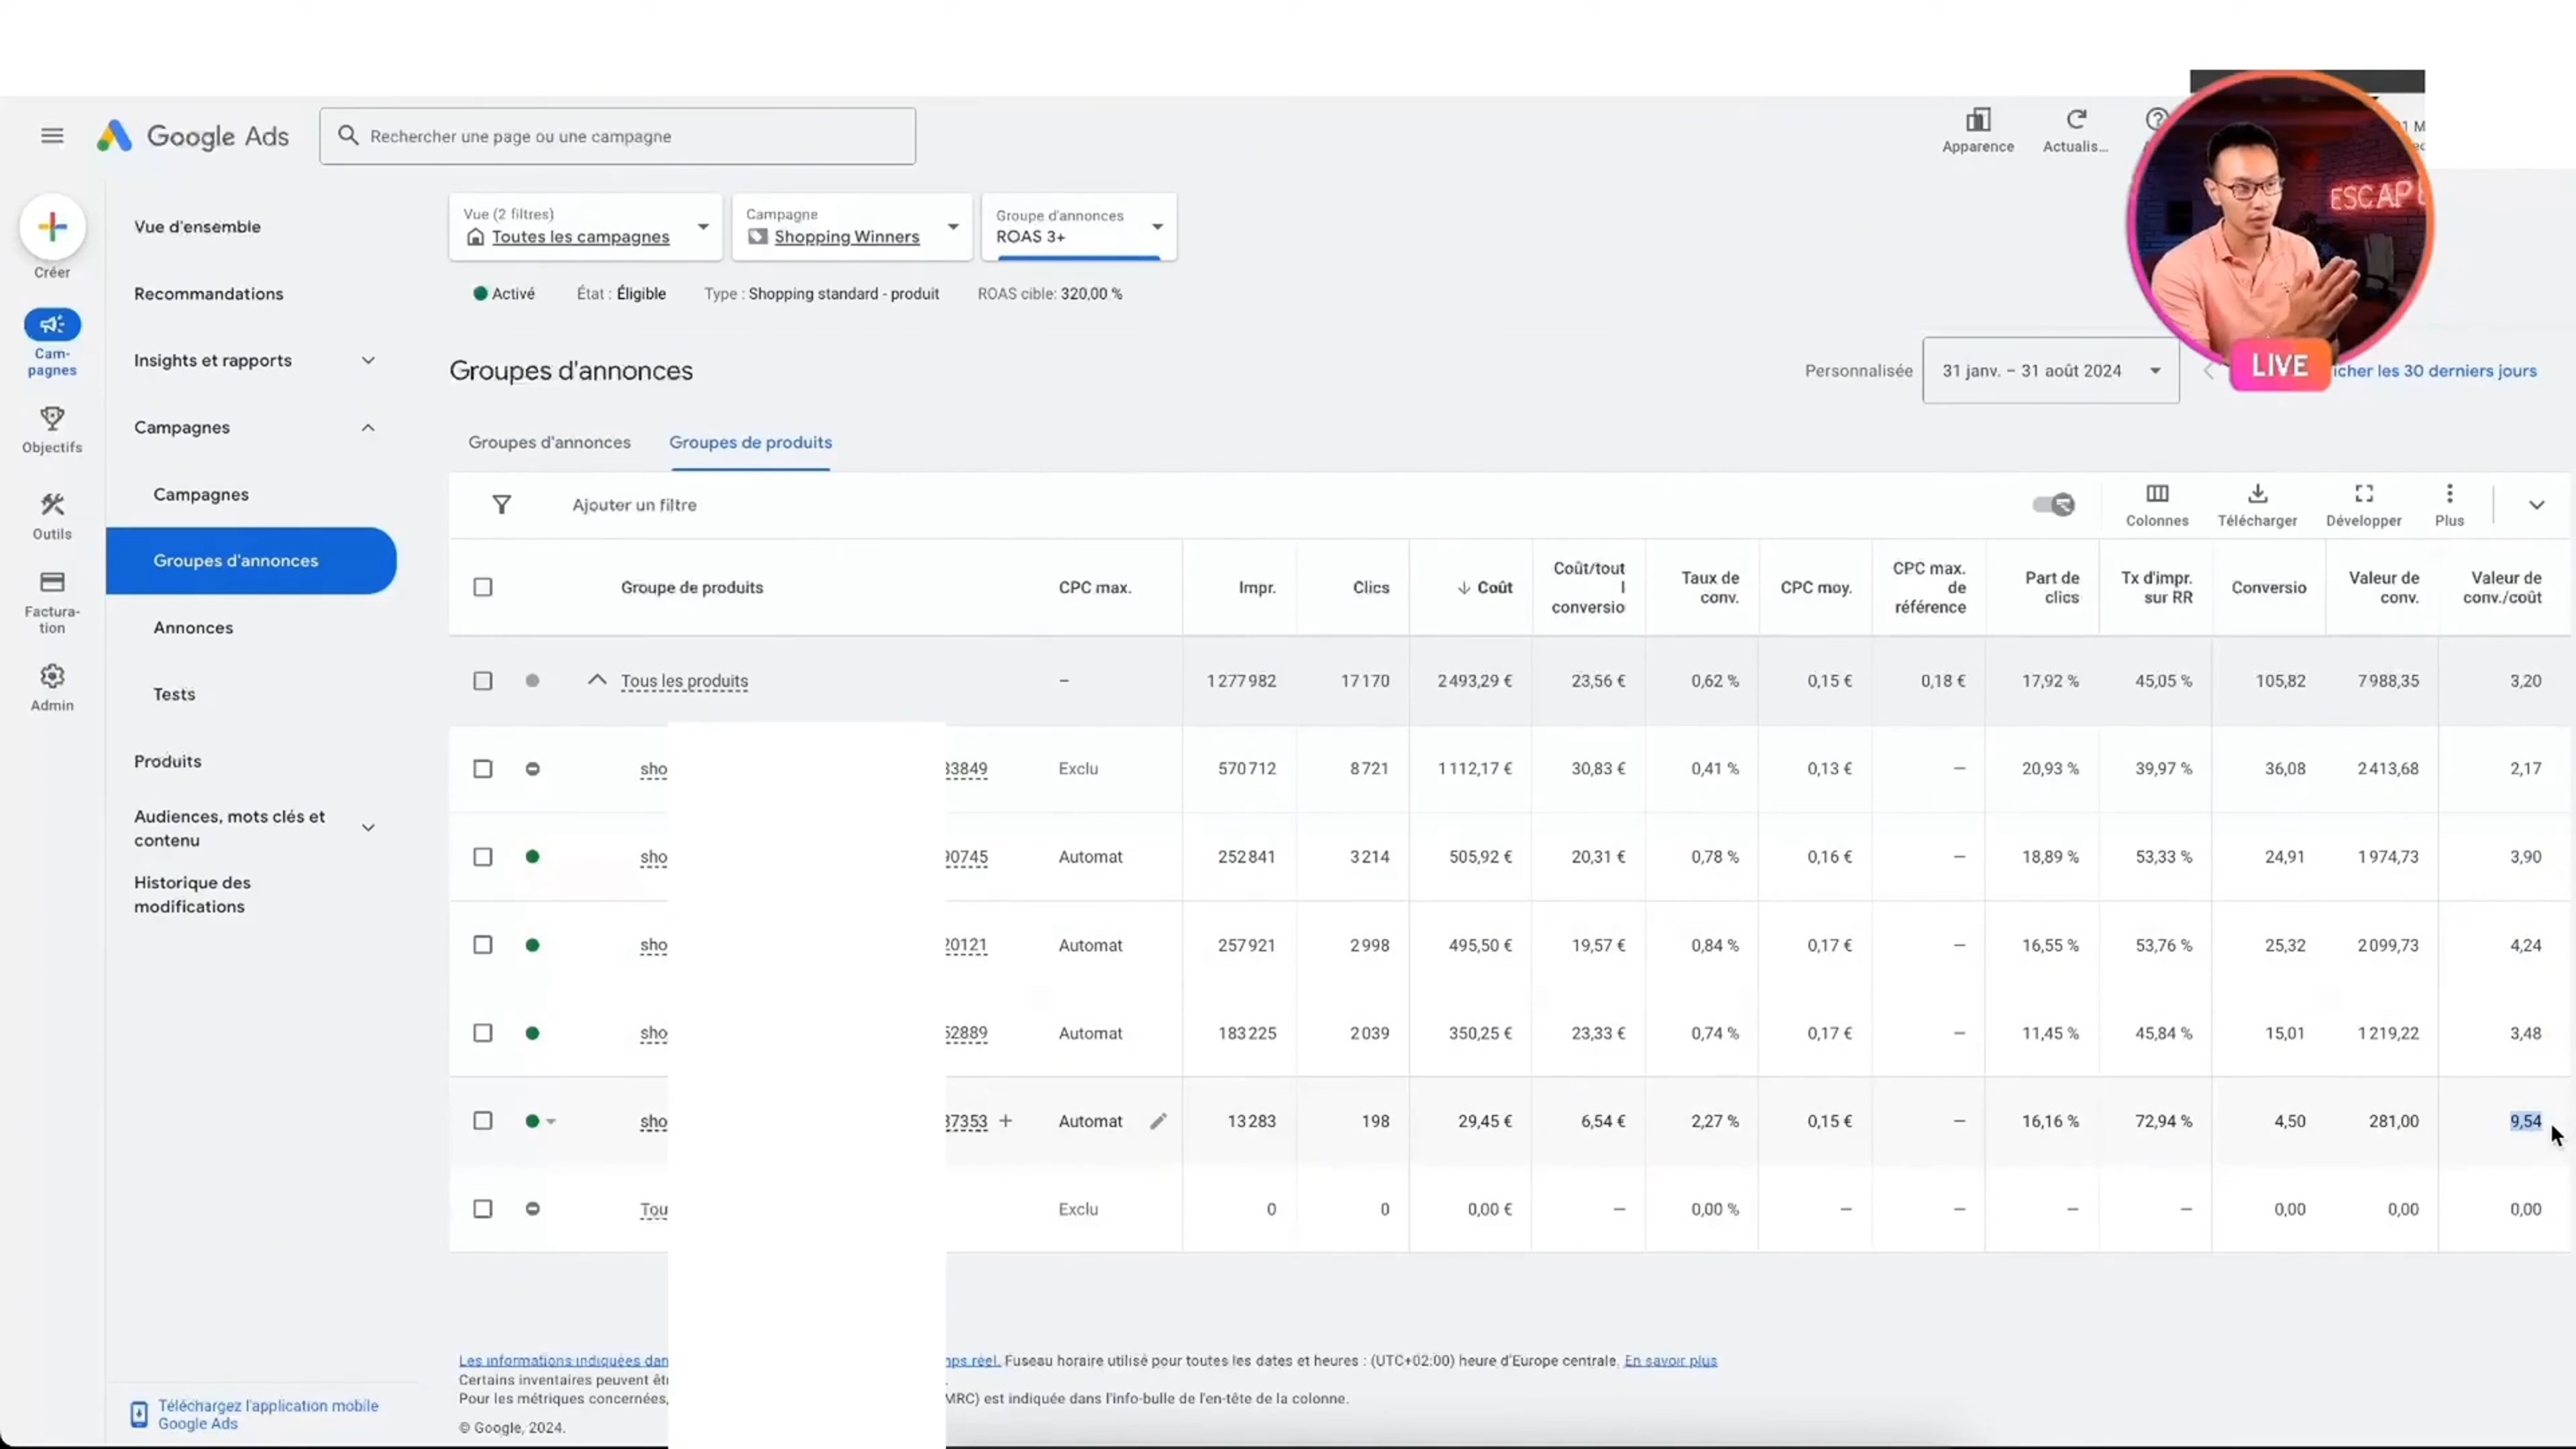 Google Ads
Rechercher une page ou une campagne
Apparence
Actualis...
ESCAP
LIVE
Créer
Cam-
pagnes
Objectifs
Outils
Factura-
tion
Admin
Vue d'ensemble
Recommandations
Insights et rapports
Campagnes
Campagnes
Groupes d'annonces
Annonces
Tests
Produits
Audiences, mots clés et
contenu
Historique des
modifications
Téléchargez l'application mobile
Google Ads
Vue (2 filtres)
Toutes les campagnes
Campagne
Shopping Winners
Groupe d'annonces
ROAS 3+
Activé État : Éligible Type : Shopping standard - produit ROAS cible: 320,00 %
Groupes d'annonces
Personnalisée 31 janv. – 31 août 2024 icher les 30 derniers jours
Groupes d'annonces Groupes de produits
Ajouter un filtre
Colonnes Télécharger Développer Plus
Groupe de produits CPC max. Impr. Clics Coût Coût/tout l conversio Taux de conv. CPC moy. CPC max. de référence Part de clics Tx d'impr. sur RR Conversio Valeur de conv. Valeur de conv./coût
Tous les produits – 1 277 982 17 170 2 493,29 € 23,56 € 0,62 % 0,15 € 0,18 € 17,92 % 45,05 % 105,82 7 988,35 3,20
sho 33849 Exclu 570 712 8 721 1 112,17 € 30,83 € 0,41 % 0,13 € – 20,93 % 39,97 % 36,08 2 413,68 2,17
sho 90745 Automat 252 841 3 214 505,92 € 20,31 € 0,78 % 0,16 € – 18,89 % 53,33 % 24,91 1 974,73 3,90
sho 20121 Automat 257 921 2 998 495,50 € 19,57 € 0,84 % 0,17 € – 16,55 % 53,76 % 25,32 2 099,73 4,24
sho 52889 Automat 183 225 2 039 350,25 € 23,33 € 0,74 % 0,17 € – 11,45 % 45,84 % 15,01 1 219,22 3,48
sho 37353 + Automat 13 283 198 29,45 € 6,54 € 2,27 % 0,15 € – 16,16 % 72,94 % 4,50 281,00 9,54
Tou Exclu 0 0 0,00 € – 0,00 % – – – – 0,00 0,00 0,00
Les informations indiquées dan nps réel. Fuseau horaire utilisé pour toutes les dates et heures : (UTC+02:00) heure d'Europe centrale. En savoir plus
Certains inventaires peuvent êtr
Pour les métriques concernées, MRC) est indiquée dans l'info-bulle de l'en-tête de la colonne.
© Google, 2024.